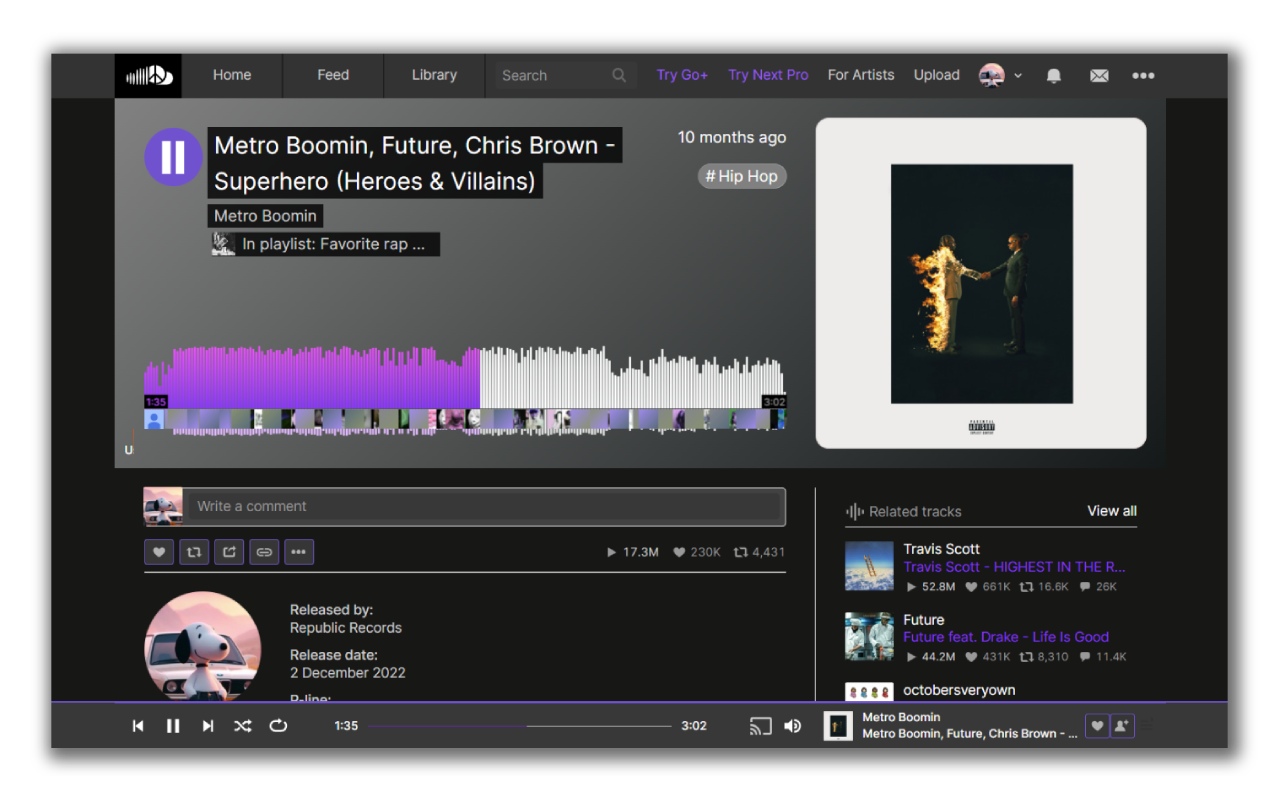 Home
Feed
Library
Search
Try Go+
Try Next Pro
For Artists
Upload
Metro Boomin, Future, Chris Brown -
Superhero (Heroes & Villains)
Metro Boomin
In playlist: Favorite rap ...
10 months ago
# Hip Hop
1:35
3:02
U
Write a comment
17.3M
230K
4,431
Released by:
Republic Records
Release date:
2 December 2022
P-line:
Related tracks
View all
Travis Scott
Travis Scott - HIGHEST IN THE R...
52.8M
661K
16.6K
26K
Future
Future feat. Drake - Life Is Good
44.2M
431K
8,310
11.4K
octobersveryown
1:35
3:02
Metro Boomin
Metro Boomin, Future, Chris Brown - ...